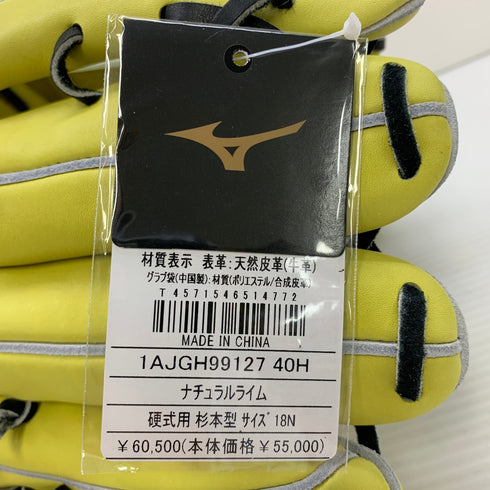 材質表示 表革:天然皮革(牛革)
グラブ袋(中国製):材質(ポリエステル/合成皮革)
T 4571546514772
MADE IN CHINA
1AJGH99127 40H
ナチュラルライム
硬式用 杉本型 サイズ 18N
￥60,500(本体価格￥55,000)